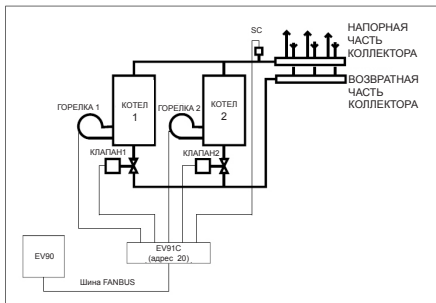 SC
НАПОРНАЯ
ЧАСТЬ
КОЛЛЕКТОРА
ВОЗВРАТНАЯ
ЧАСТЬ
КОЛЛЕКТОРА
ГОРЕЛКА 1
КОТЕЛ
1
ГОРЕЛКА 2
КОТЕЛ
2
КЛАПАН1
КЛАПАН2
EV90
EV91C
(адрес 20)
Шина FANBUS